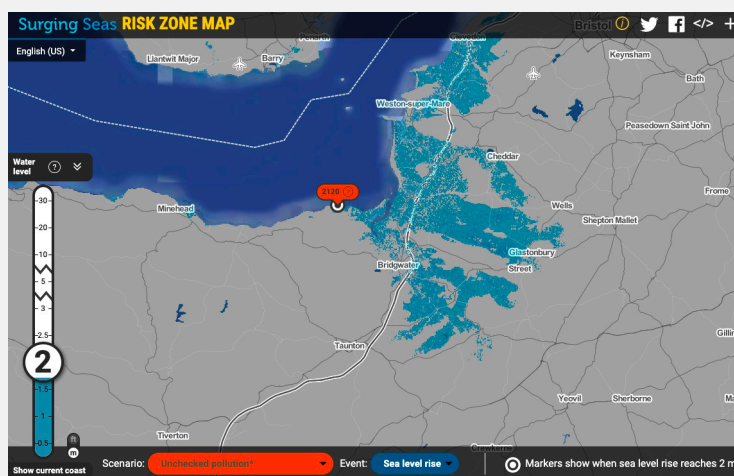 Surging Seas RISK ZONE MAP
Bristol
</>
English (US)
Penarth
Clevedon
Llantwit Major
Barry
Keynsham
Bath
Weston-super-Mare
Peasedown Saint John
Water
level
?
Cheddar
2120
Frome
Wells
Minehead
Shepton Mallet
30
20
10
5
3
2.5
2
1.5
1
0.5
Glastonbury
Street
Bridgwater
Taunton
Yeovil
Sherborne
Tiverton
ft
m
Crewkerne
Show current coast
Scenario: Unchecked pollution*
Event: Sea level rise
Markers show when sea level rise reaches 2 m